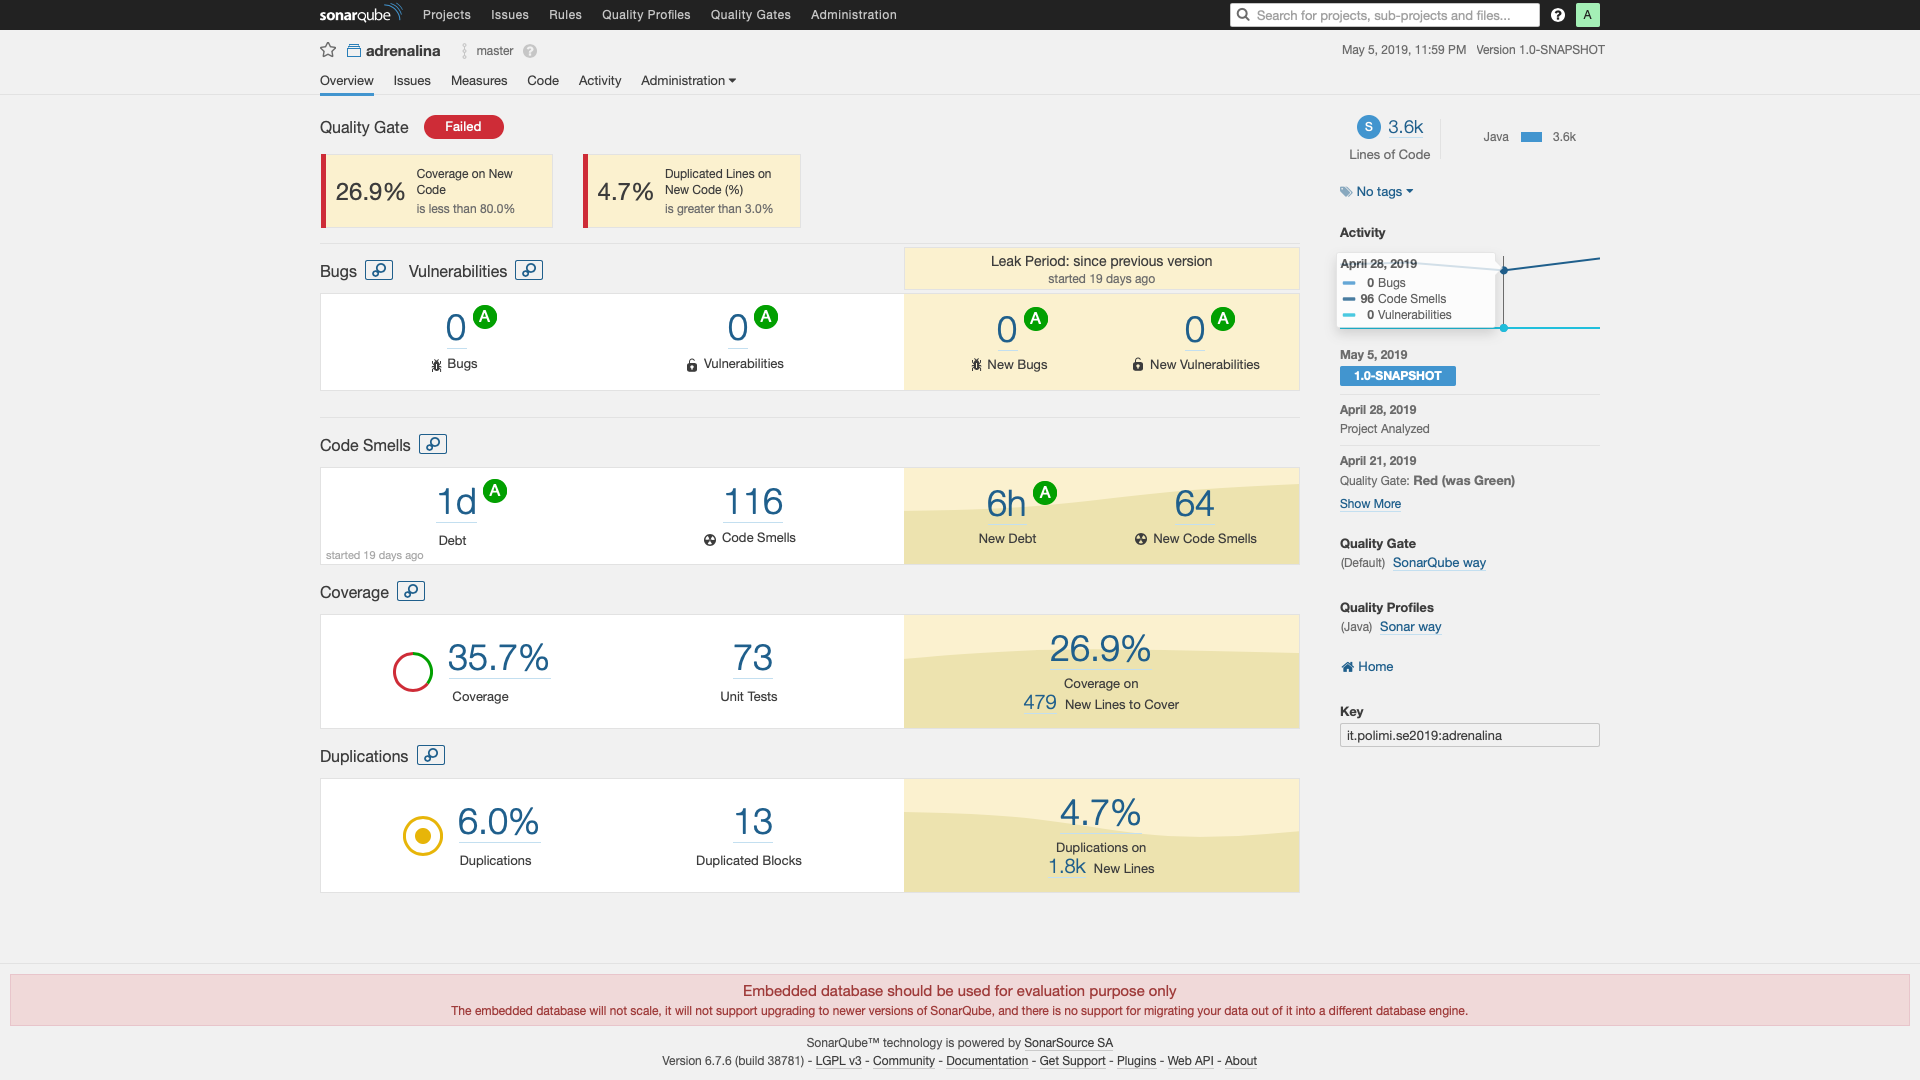 sonarqube
Projects Issues Rules Quality Profiles Quality Gates Administration
Search for projects, sub-projects and files...
? A
adrenalina master ?
May 5, 2019, 11:59 PM Version 1.0-SNAPSHOT
Overview Issues Measures Code Activity Administration
Quality Gate Failed
26.9%
Coverage on New
Code
is less than 80.0%
4.7%
Duplicated Lines on
New Code (%)
is greater than 3.0%
Bugs Vulnerabilities
Leak Period: since previous version
started 19 days ago
0 A
Bugs
0 A
Vulnerabilities
0 A
New Bugs
0 A
New Vulnerabilities
Code Smells
1d A
Debt
started 19 days ago
116
Code Smells
6h A
New Debt
64
New Code Smells
Coverage
35.7%
Coverage
73
Unit Tests
26.9%
Coverage on
479 New Lines to Cover
Duplications
6.0%
Duplications
13
Duplicated Blocks
4.7%
Duplications on
1.8k New Lines
S 3.6k
Lines of Code
Java 3.6k
No tags
Activity
April 28, 2019
0 Bugs
96 Code Smells
0 Vulnerabilities
May 5, 2019
1.0-SNAPSHOT
April 28, 2019
Project Analyzed
April 21, 2019
Quality Gate: Red (was Green)
Show More
Quality Gate
(Default) SonarQube way
Quality Profiles
(Java) Sonar way
Home
Key
it.polimi.se2019:adrenalina
Embedded database should be used for evaluation purpose only
The embedded database will not scale, it will not support upgrading to newer versions of SonarQube, and there is no support for migrating your data out of it into a different database engine.
SonarQube™ technology is powered by SonarSource SA
Version 6.7.6 (build 38781) - LGPL v3 - Community - Documentation - Get Support - Plugins - Web API - About